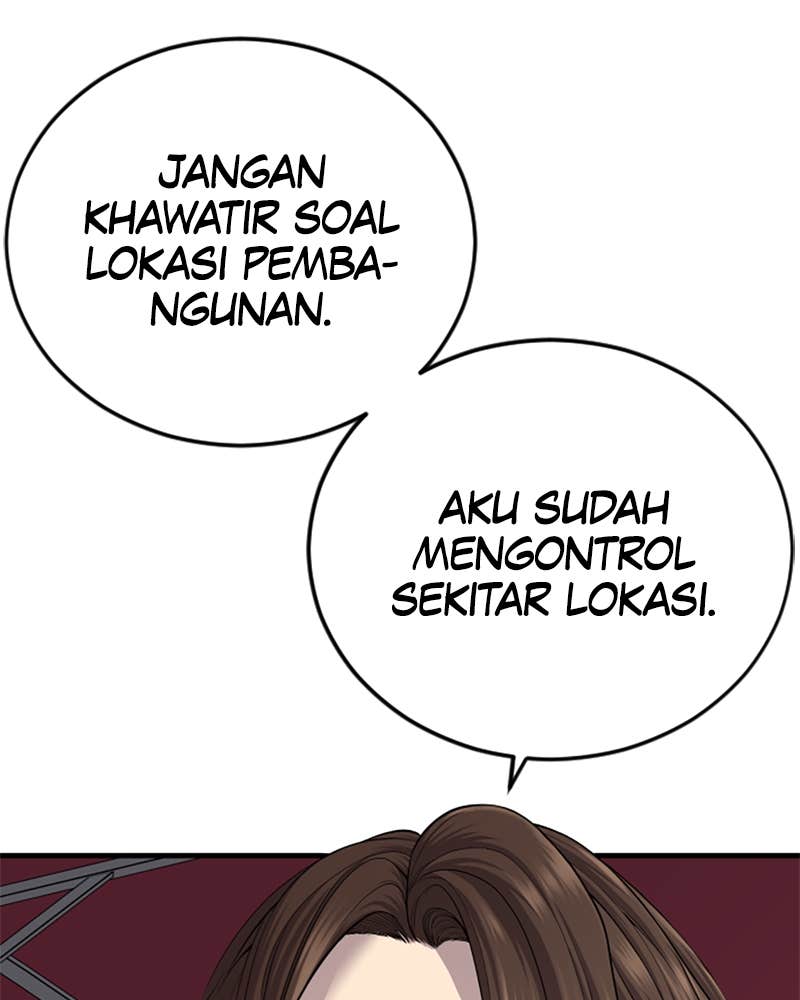 JANGAN
KHAWATIR SOAL
LOKASI PEMBA-
NGUNAN.
AKU SUDAH
MENGONTROL
SEKITAR LOKASI.